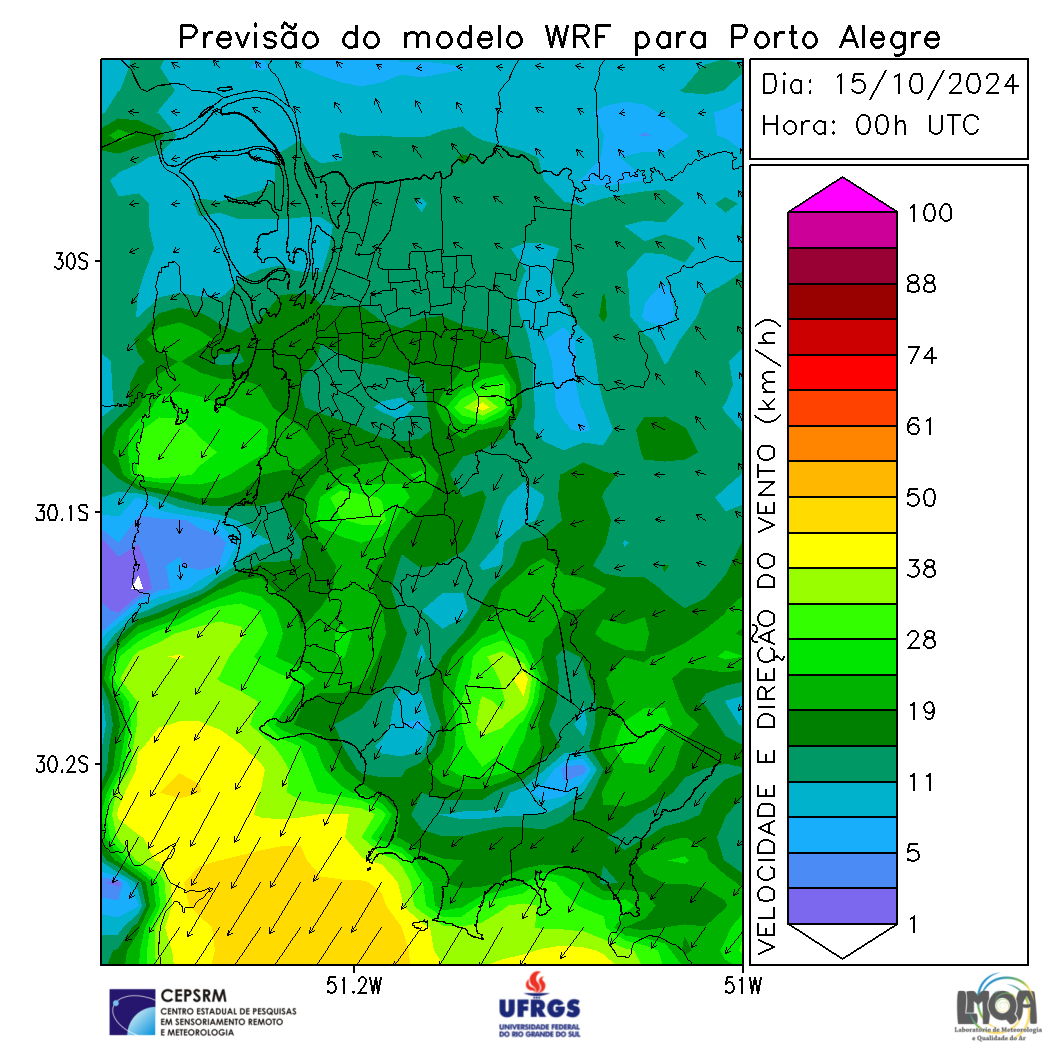 Previsão do modelo WRF para Porto Alegre
Dia: 15/10/2024
Hora: 00h UTC
30S
30.1S
30.2S
51.2W
51W
VELOCIDADE E DIREÇÃO DO VENTO (km/h)
100
88
74
61
50
38
28
19
11
5
1
CEPSRM
CENTRO ESTADUAL DE PESQUISAS
EM SENSORIAMENTO REMOTO
E METEOROLOGIA
UFRGS
UNIVERSIDADE FEDERAL
DO RIO GRANDE DO SUL
LMQA
Laboratório de Meteorologia
e Qualidade do Ar